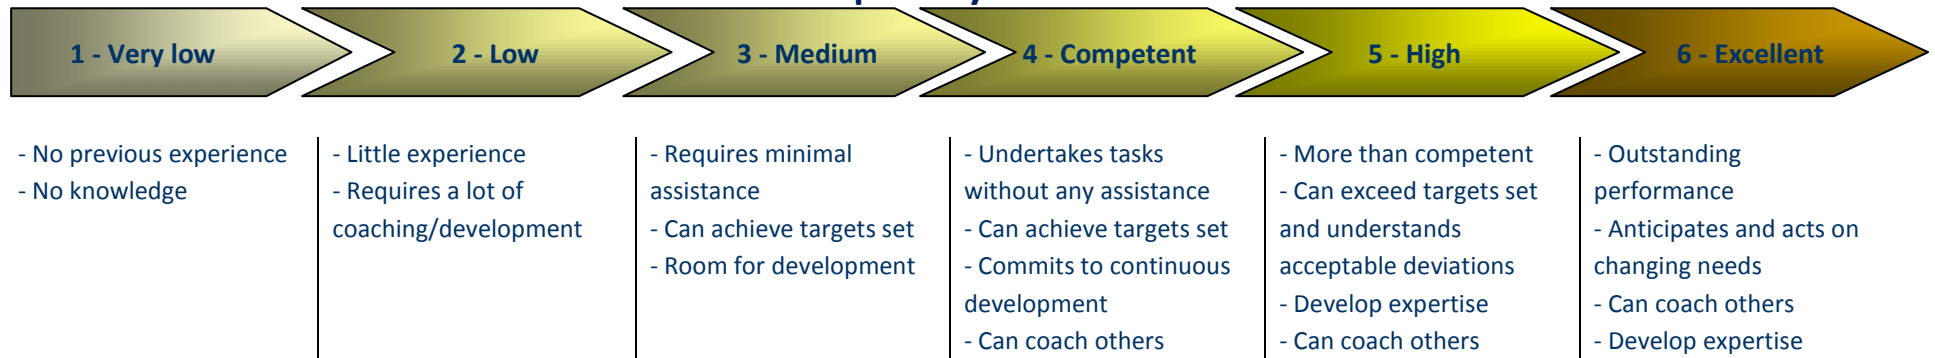 1 - Very low
2 - Low
3 - Medium
4 - Competent
5 - High
6 - Excellent
- No previous experience
- No knowledge
- Little experience
- Requires a lot of
coaching/development
- Requires minimal
assistance
- Can achieve targets set
- Room for development
- Undertakes tasks
without any assistance
- Can achieve targets set
- Commits to continuous
development
- Can coach others
- More than competent
- Can exceed targets set
and understands
acceptable deviations
- Develop expertise
- Can coach others
- Outstanding
performance
- Anticipates and acts on
changing needs
- Can coach others
- Develop expertise